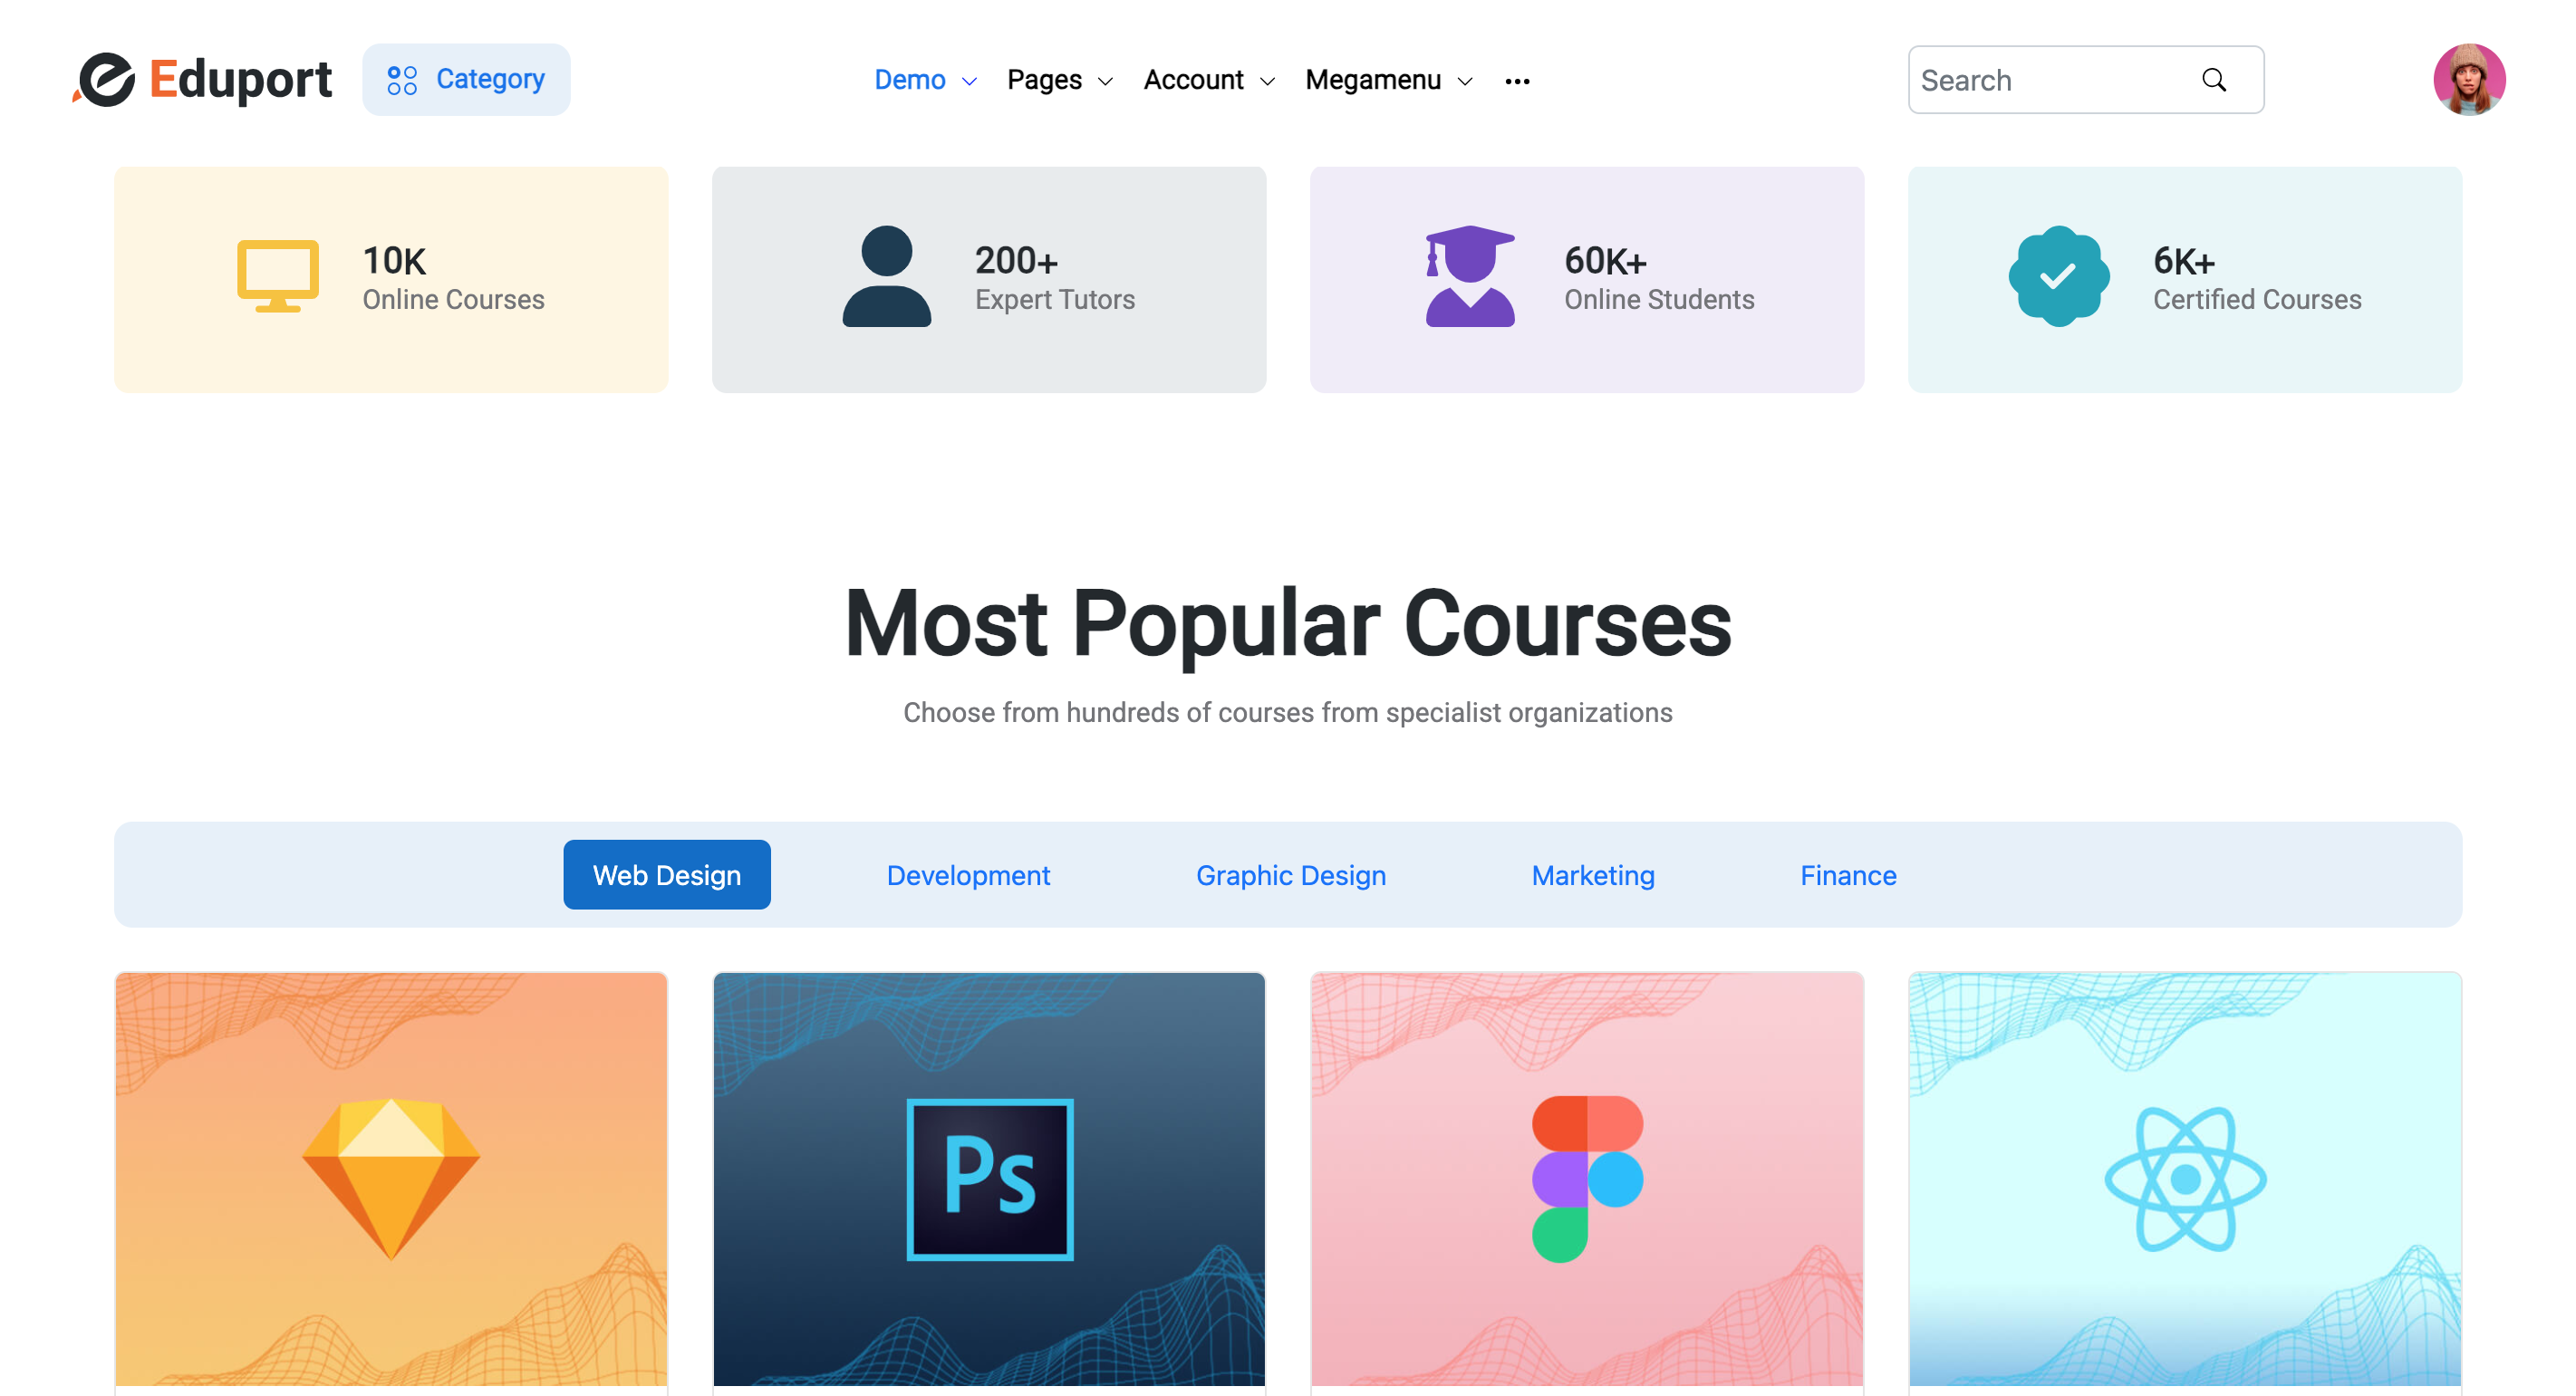 Eduport
Category
Demo
Pages
Account
Megamenu
Search
10K
Online Courses
200+
Expert Tutors
60K+
Online Students
6K+
Certified Courses
Most Popular Courses
Choose from hundreds of courses from specialist organizations
Web Design
Development
Graphic Design
Marketing
Finance
Ps